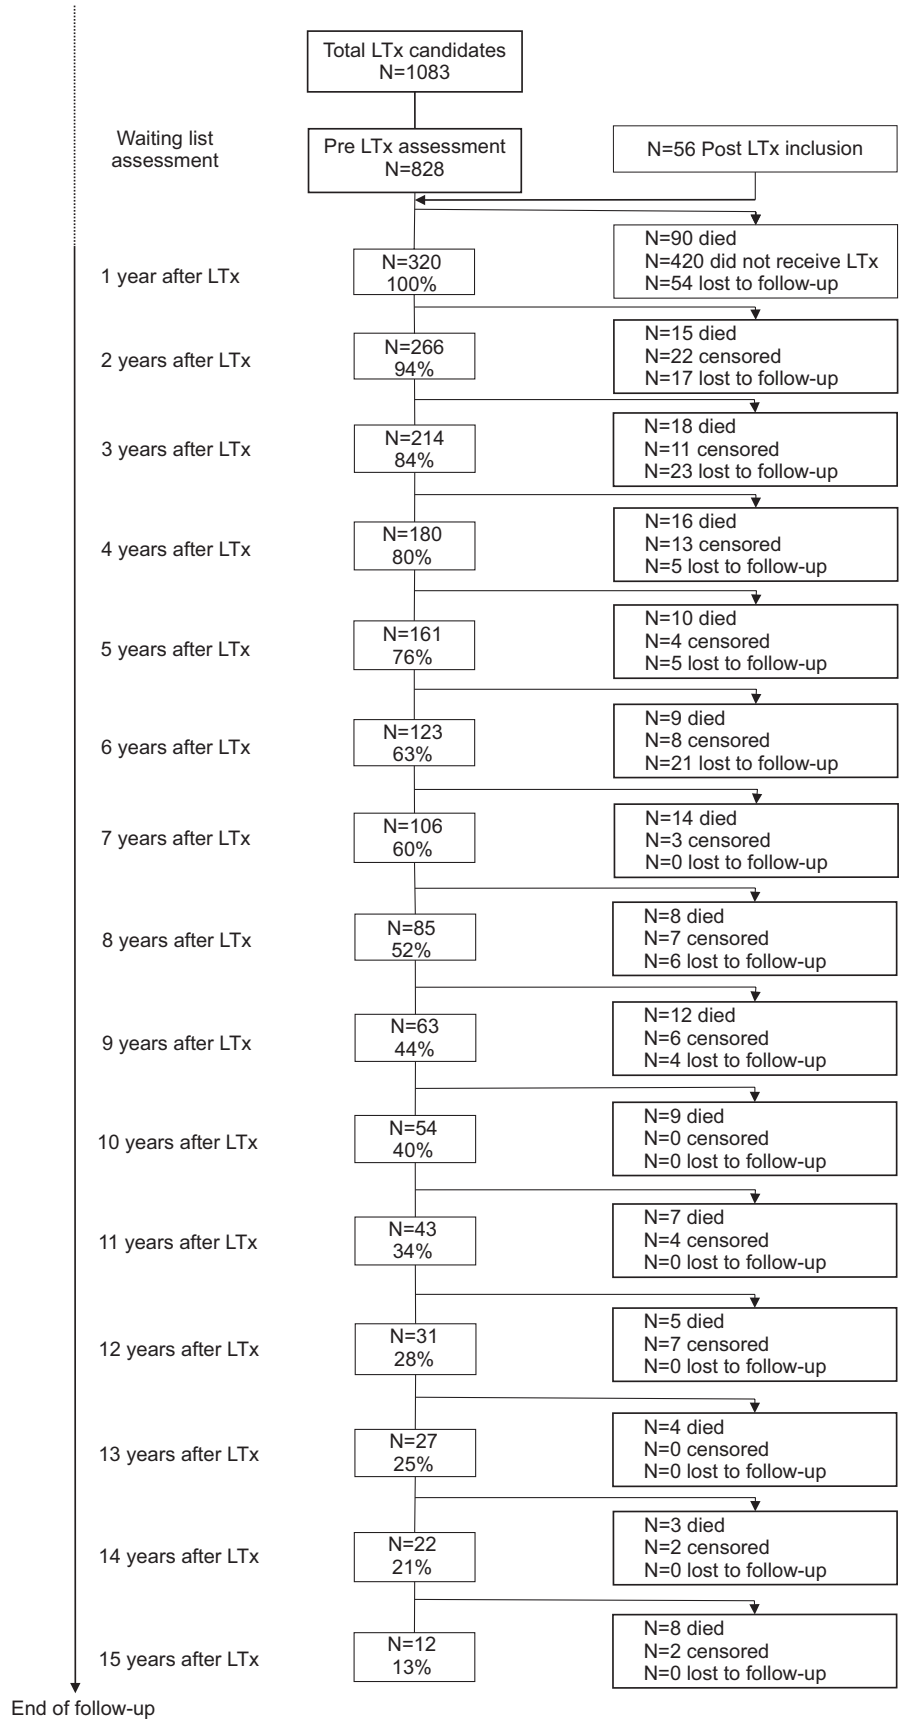 Total LTx candidates
N=1083
Waiting list
assessment
Pre LTx assessment
N=828
N=56 Post LTx inclusion
N=90 died
N=420 did not receive LTx
N=54 lost to follow-up
1 year after LTx
N=320
100%
N=15 died
N=22 censored
N=17 lost to follow-up
2 years after LTx
N=266
94%
N=18 died
N=11 censored
N=23 lost to follow-up
3 years after LTx
N=214
84%
N=16 died
N=13 censored
N=5 lost to follow-up
4 years after LTx
N=180
80%
N=10 died
N=4 censored
N=5 lost to follow-up
5 years after LTx
N=161
76%
N=9 died
N=8 censored
N=21 lost to follow-up
6 years after LTx
N=123
63%
N=14 died
N=3 censored
N=0 lost to follow-up
7 years after LTx
N=106
60%
N=8 died
N=7 censored
N=6 lost to follow-up
8 years after LTx
N=85
52%
N=12 died
N=6 censored
N=4 lost to follow-up
9 years after LTx
N=63
44%
N=9 died
N=0 censored
N=0 lost to follow-up
10 years after LTx
N=54
40%
N=7 died
N=4 censored
N=0 lost to follow-up
11 years after LTx
N=43
34%
N=5 died
N=7 censored
N=0 lost to follow-up
12 years after LTx
N=31
28%
N=4 died
N=0 censored
N=0 lost to follow-up
13 years after LTx
N=27
25%
N=3 died
N=2 censored
N=0 lost to follow-up
14 years after LTx
N=22
21%
N=8 died
N=2 censored
N=0 lost to follow-up
15 years after LTx
N=12
13%
End of follow-up